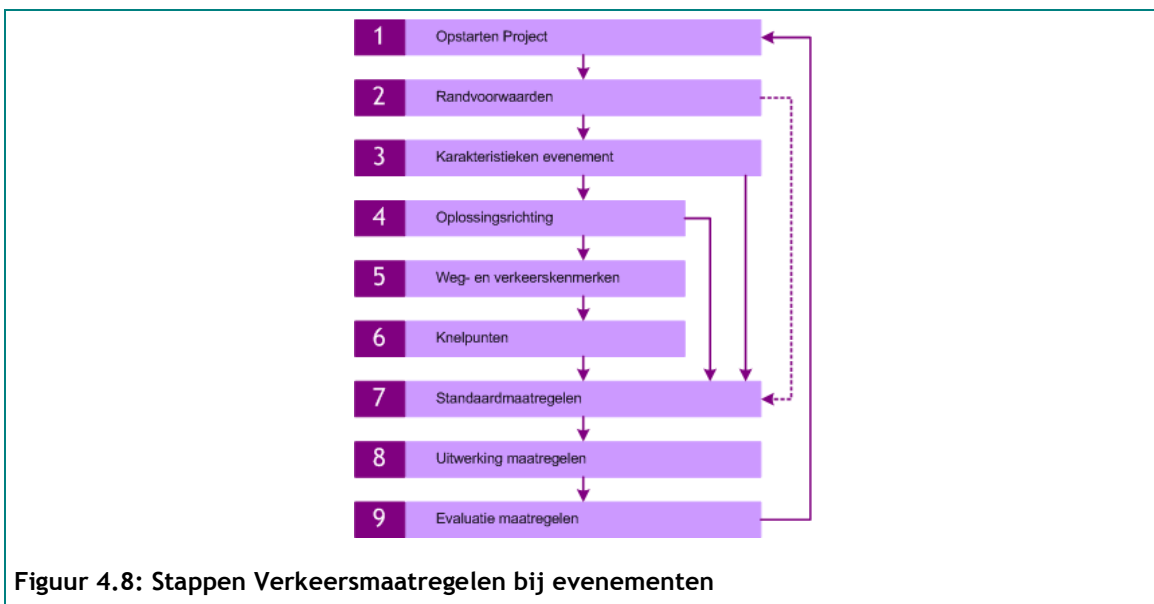 1 Opstarten Project
2 Randvoorwaarden
3 Karakteristieken evenement
4 Oplossingsrichting
5 Weg- en verkeerskenmerken
6 Knelpunten
7 Standaardmaatregelen
8 Uitwerking maatregelen
9 Evaluatie maatregelen
Figuur 4.8: Stappen Verkeersmaatregelen bij evenementen